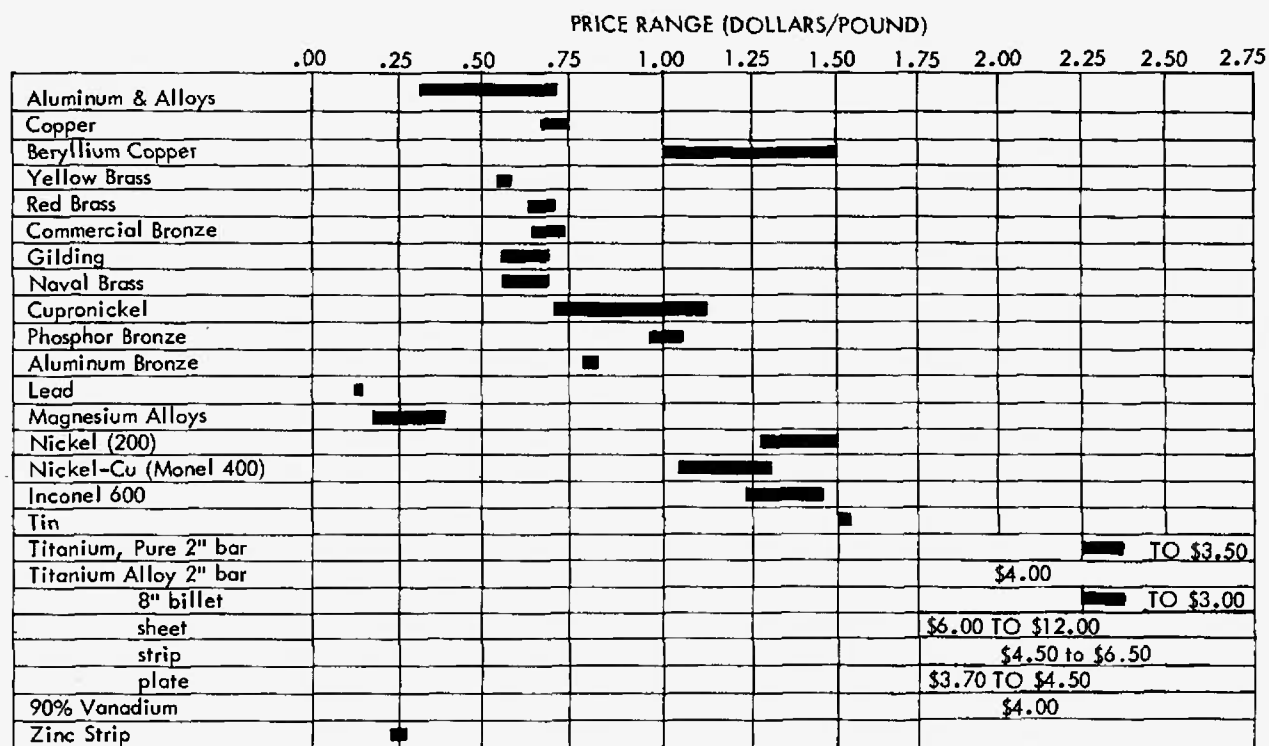 PRICE RANGE (DOLLARS/POUND)
.00 .25 .50 .75 1.00 1.25 1.50 1.75 2.00 2.25 2.50 2.75
Aluminum & Alloys
Copper
Beryllium Copper
Yellow Brass
Red Brass
Commercial Bronze
Gilding
Naval Brass
Cupronickel
Phosphor Bronze
Aluminum Bronze
Lead
Magnesium Alloys
Nickel (200)
Nickel-Cu (Monel 400)
Inconel 600
Tin
Titanium, Pure 2" bar TO $3.50
Titanium Alloy 2" bar $4.00
8" billet TO $3.00
sheet $6.00 TO $12.00
strip $4.50 to $6.50
plate $3.70 TO $4.50
90% Vanadium $4.00
Zinc Strip